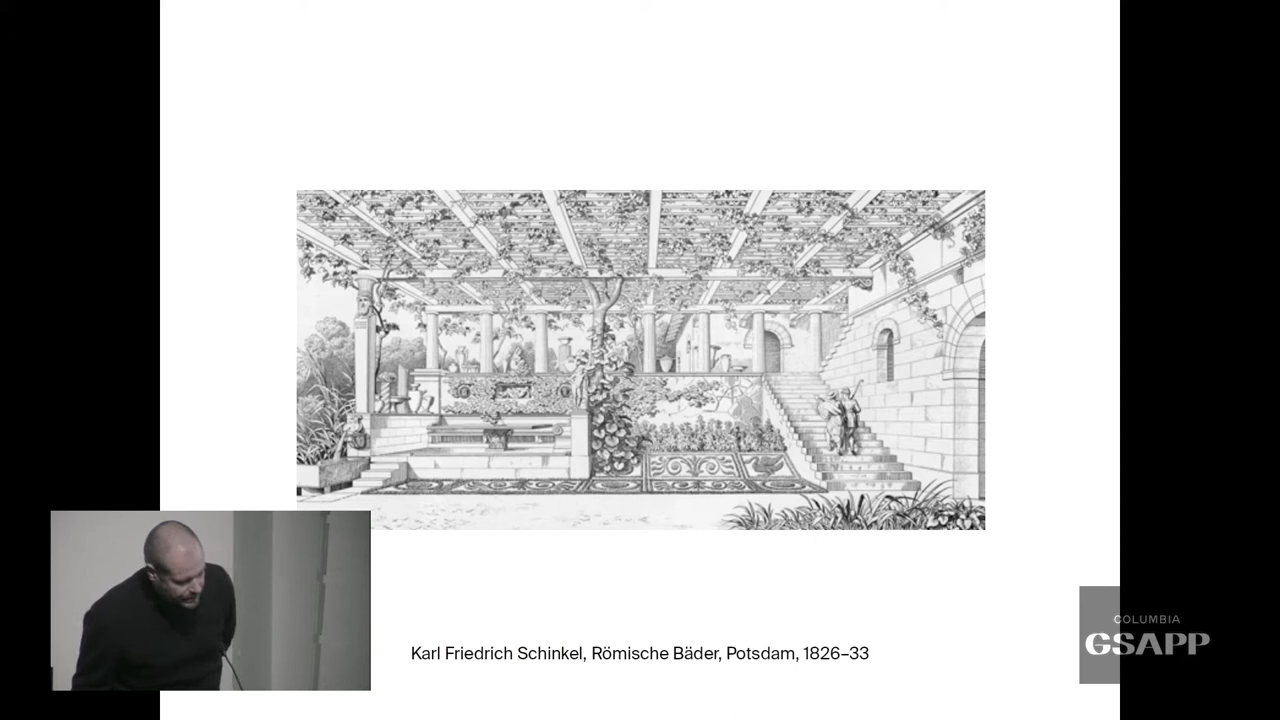 Karl Friedrich Schinkel, Römische Bäder, Potsdam, 1826–33
COLUMBIA
GSAPP